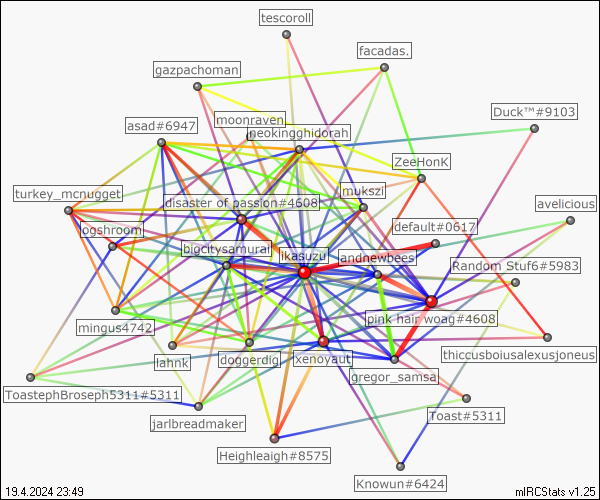 tescoroll
facadas.
gazpachoman
Duck™#9103
moonraven
asad#6947
neokingghidorah
ZeeHonK
mukszi
turkey_mcnugget
disaster of passion#4608
avelicious
default#0617
ogshroom
bigcitysamurai
ikasuzu
andnewbees
Random Stuf6#5983
pink hair woag#4608
mingus4742
thiccusboiusalexusjoneus
lahnk
doggerdig
xenoyaut
gregor_samsa
ToastephBroseph5311#5311
Toast#5311
jarlbreadmaker
Heighleaigh#8575
Knowun#6424
19.4.2024 23:49
mIRCStats v1.25